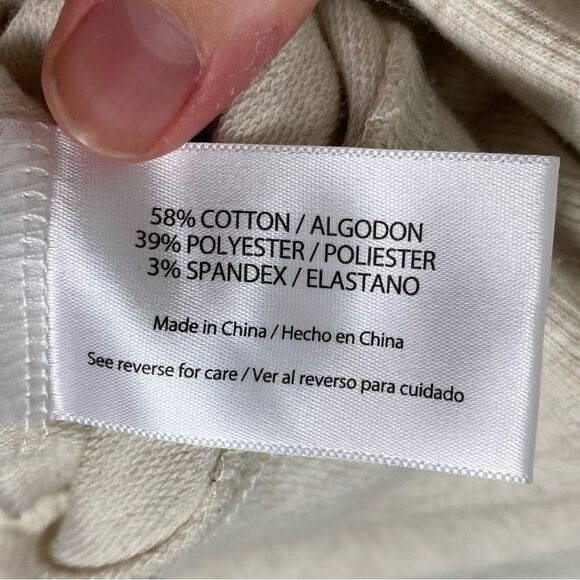 58% COTTON / ALGODON
39% POLYESTER / POLIESTER
3% SPANDEX / ELASTANO
Made in China / Hecho en China
See reverse for care / Ver al reverso para cuidado